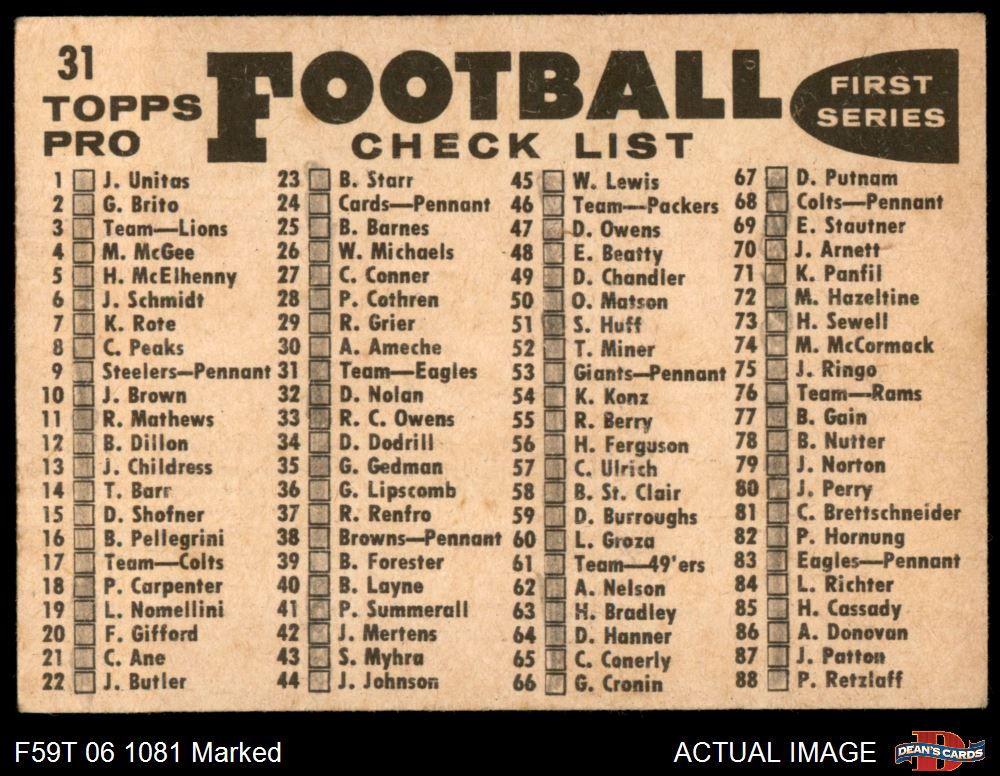 31
TOPPS
PRO
FOOTBALL
CHECK LIST
FIRST
SERIES
1 J. Unitas
2 G. Brito
3 Team—Lions
4 M. McGee
5 H. McElhenny
6 J. Schmidt
7 K. Rote
8 C. Peaks
9 Steelers—Pennant
10 J. Brown
11 R. Mathews
12 B. Dillon
13 J. Childress
14 T. Barr
15 D. Shofner
16 B. Pellegrini
17 Team—Colts
18 P. Carpenter
19 L. Nomellini
20 F. Gifford
21 C. Ane
22 J. Butler
23 B. Starr
24 Cards—Pennant
25 B. Barnes
26 W. Michaels
27 C. Conner
28 P. Cothren
29 R. Grier
30 A. Ameche
31 Team—Eagles
32 D. Nolan
33 R. C. Owens
34 D. Dodrill
35 G. Gedman
36 G. Lipscomb
37 R. Renfro
38 Browns—Pennant
39 B. Forester
40 B. Layne
41 P. Summerall
42 J. Mertens
43 S. Myhra
44 J. Johnson
45 W. Lewis
46 Team—Packers
47 D. Owens
48 E. Beatty
49 D. Chandler
50 O. Matson
51 S. Huff
52 T. Miner
53 Giants—Pennant
54 K. Konz
55 R. Berry
56 H. Ferguson
57 C. Ulrich
58 B. St. Clair
59 D. Burroughs
60 L. Groza
61 Team—49'ers
62 A. Nelson
63 H. Bradley
64 D. Hanner
65 C. Conerly
66 G. Cronin
67 D. Putnam
68 Colts—Pennant
69 E. Stautner
70 J. Arnett
71 K. Panfil
72 M. Hazeltine
73 H. Sewell
74 M. McCormack
75 J. Ringo
76 Team—Rams
77 B. Gain
78 B. Nutter
79 J. Norton
80 J. Perry
81 C. Brettschneider
82 P. Hornung
83 Eagles—Pennant
84 L. Richter
85 H. Cassady
86 A. Donovan
87 J. Patton
88 P. Retzlaff
F59T 06 1081 Marked
ACTUAL IMAGE
D
DEAN'S CARDS